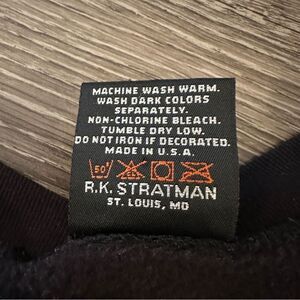 MACHINE WASH WARM.
WASH DARK COLORS
SEPARATELY.
NON-CHLORINE BLEACH.
TUMBLE DRY LOW.
DO NOT IRON IF DECORATED.
MADE IN U.S.A.
50°
R.K. STRATMAN
ST. LOUIS, MO